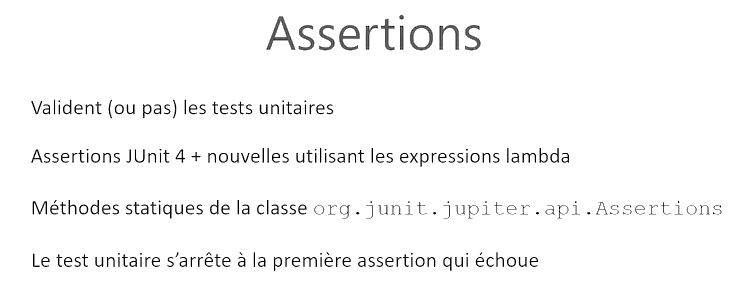 Assertions
Valident (ou pas) les tests unitaires
Assertions JUnit 4 + nouvelles utilisant les expressions lambda
Méthodes statiques de la classe org.junit.jupiter.api.Assertions
Le test unitaire s’arrête à la première assertion qui échoue